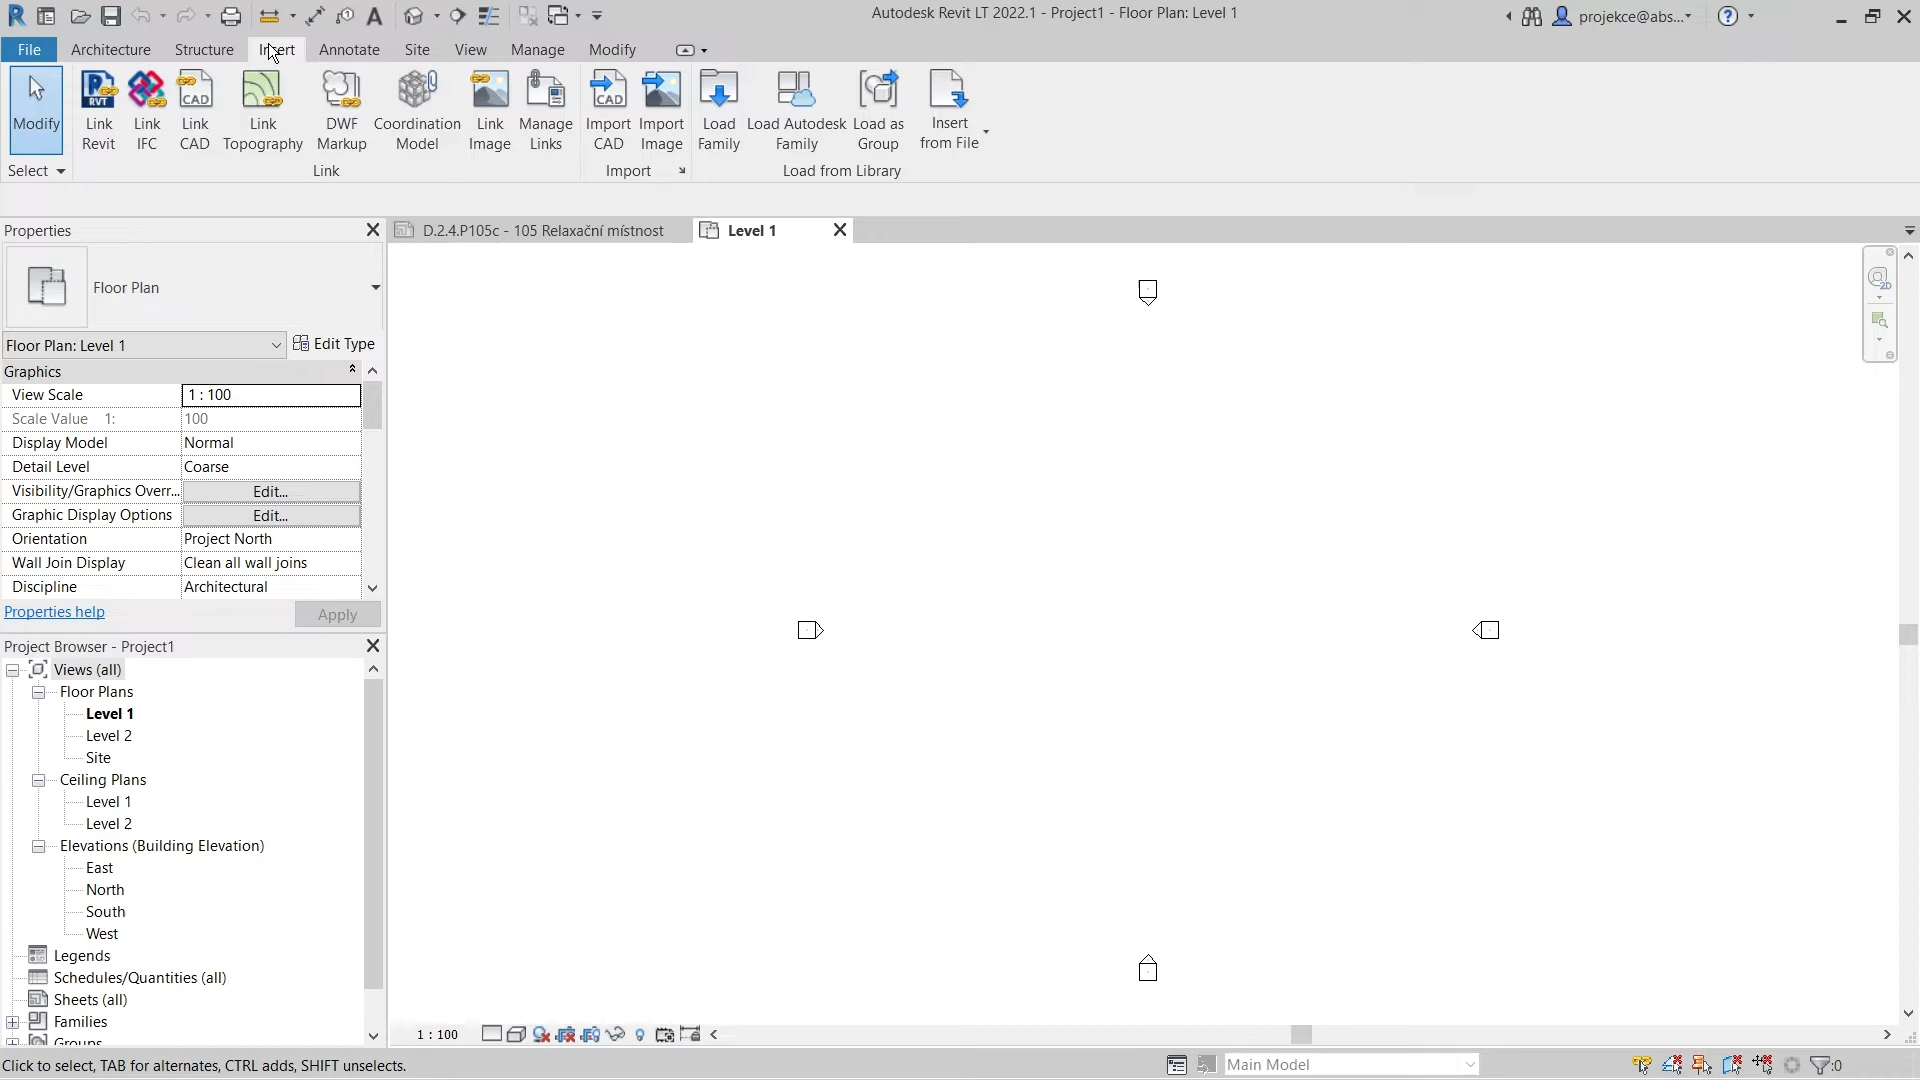 Autodesk Revit LT 2022.1 - Project1 - Floor Plan: Level 1
projekce@abs...
File Architecture Structure Insert Annotate Site View Manage Modify
Modify
Link Revit
Link IFC
Link CAD
Link Topography
DWF Markup
Coordination Model
Link Image
Manage Links
Import CAD
Import Image
Load Family
Load Autodesk Family
Load as Group
Insert from File
Select Link Import Load from Library
Properties
D.2.4.P105c - 105 Relaxační místnost
Level 1
Floor Plan
Floor Plan: Level 1
Edit Type
Graphics
View Scale 1 : 100
Scale Value 1: 100
Display Model Normal
Detail Level Coarse
Visibility/Graphics Overr... Edit...
Graphic Display Options Edit...
Orientation Project North
Wall Join Display Clean all wall joins
Discipline Architectural
Properties help
Apply
Project Browser - Project1
Views (all)
Floor Plans
Level 1
Level 2
Site
Ceiling Plans
Level 1
Level 2
Elevations (Building Elevation)
East
North
South
West
Legends
Schedules/Quantities (all)
Sheets (all)
Families
Groups
1 : 100
Click to select, TAB for alternates, CTRL adds, SHIFT unselects.
Main Model
:0